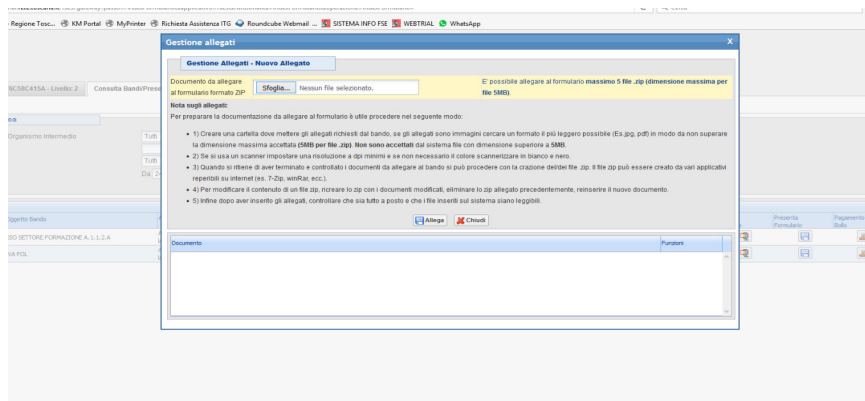 Regione Tosc... KM Portal MyPrinter Richiesta Assistenza ITG Roundcube Webmail ... SISTEMA INFO FSE WEBTRIAL WhatsApp
Gestione allegati X
Gestione Allegati - Nuovo Allegato
Documento da allegare al formulario formato ZIP
Sfoglia... Nessun file selezionato.
E' possibile allegare al formulario massimo 5 file .zip (dimensione massima per
file 5MB).
Nota sugli allegati:
Per preparare la documentazione da allegare al formulario è utile procedere nel seguente modo:
1) Creare una cartella dove mettere gli allegati richiesti dal bando, se gli allegati sono immagini cercare un formato il più leggero possibile (Es.jpg, pdf) in modo da non superare
la dimensione massima accettata (5MB per file .zip). Non sono accettati dal sistema file con dimensione superiore a 5MB.
2) Se si usa un scanner impostare una risoluzione a dpi minimi e se non necessario il colore scannerizzare in bianco e nero.
3) Quando si ritiene di aver terminato e controllato i documenti da allegare al bando si può procedere con la crazione del/dei file .zip. Il file zip può essere creato da vari applicativi
reperibili su internet (es. 7-Zip, winRar, ecc.).
4) Per modificare il contenuto di un file zip, ricreare lo zip con i documenti modificati, eliminare lo zip allegato precedentemente, reinserire il nuovo documento.
5) Infine dopo aver inserito gli allegati, controllare che sia tutto a posto e che i file inseriti sul sistema siano leggibili.
Allega Chiudi
Documento Funzioni
- Livello: 2 Consulta Bandi/Prese
Organismo Intermedio Tutti
Tutti
Da
Oggetto Bando Presenta Formulario Pagamento Bollo
SETTORE FORMAZIONE A.1.1.2.A
VA POL